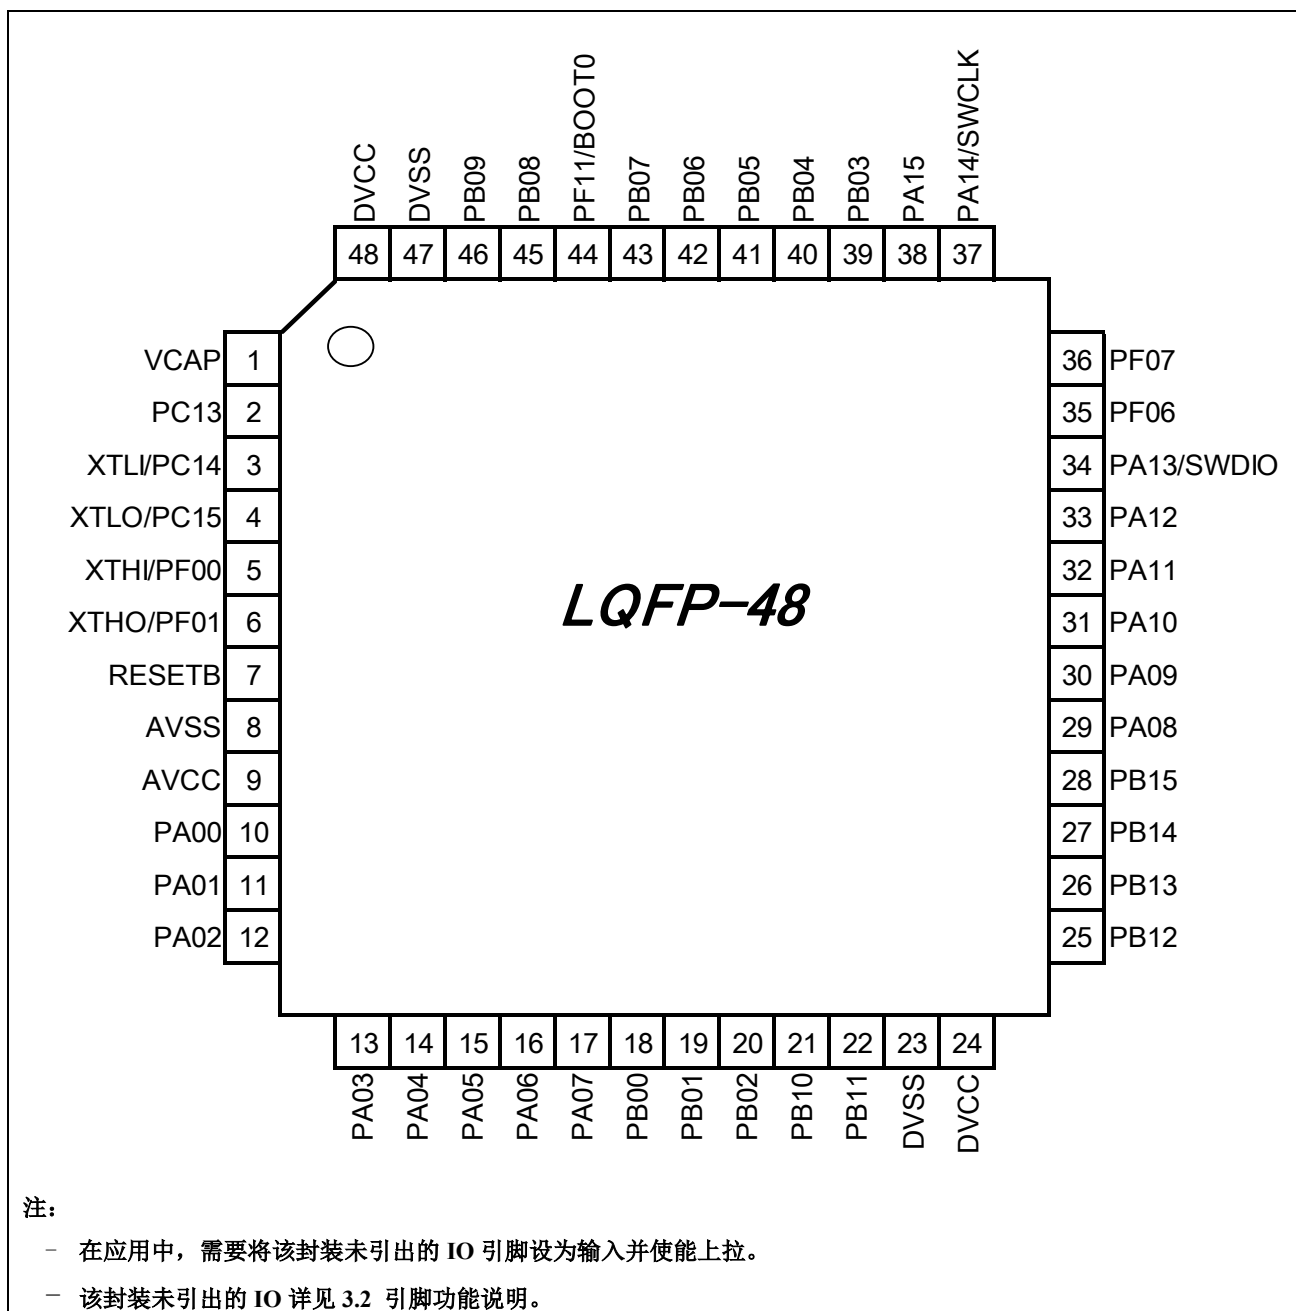 DVCC
DVSS
PB09
PB08
PF11/BOOT0
PB07
PB06
PB05
PB04
PB03
PA15
PA14/SWCLK
48 47 46 45 44 43 42 41 40 39 38 37
VCAP 1
PC13 2
XTLI/PC14 3
XTLO/PC15 4
XTHI/PF00 5
XTHO/PF01 6
RESETB 7
AVSS 8
AVCC 9
PA00 10
PA01 11
PA02 12
LQFP-48
36 PF07
35 PF06
34 PA13/SWDIO
33 PA12
32 PA11
31 PA10
30 PA09
29 PA08
28 PB15
27 PB14
26 PB13
25 PB12
13 14 15 16 17 18 19 20 21 22 23 24
PA03
PA04
PA05
PA06
PA07
PB00
PB01
PB02
PB10
PB11
DVSS
DVCC
注：
－ 在应用中，需要将该封装未引出的 IO 引脚设为输入并使能上拉。
－ 该封装未引出的 IO 详见 3.2 引脚功能说明。